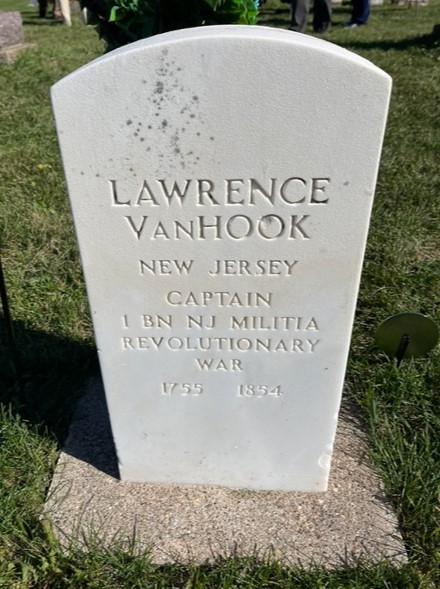 LAWRENCE
VanHOOK
NEW JERSEY
CAPTAIN
1 BN NJ MILITIA
REVOLUTIONARY
WAR
1755 1854